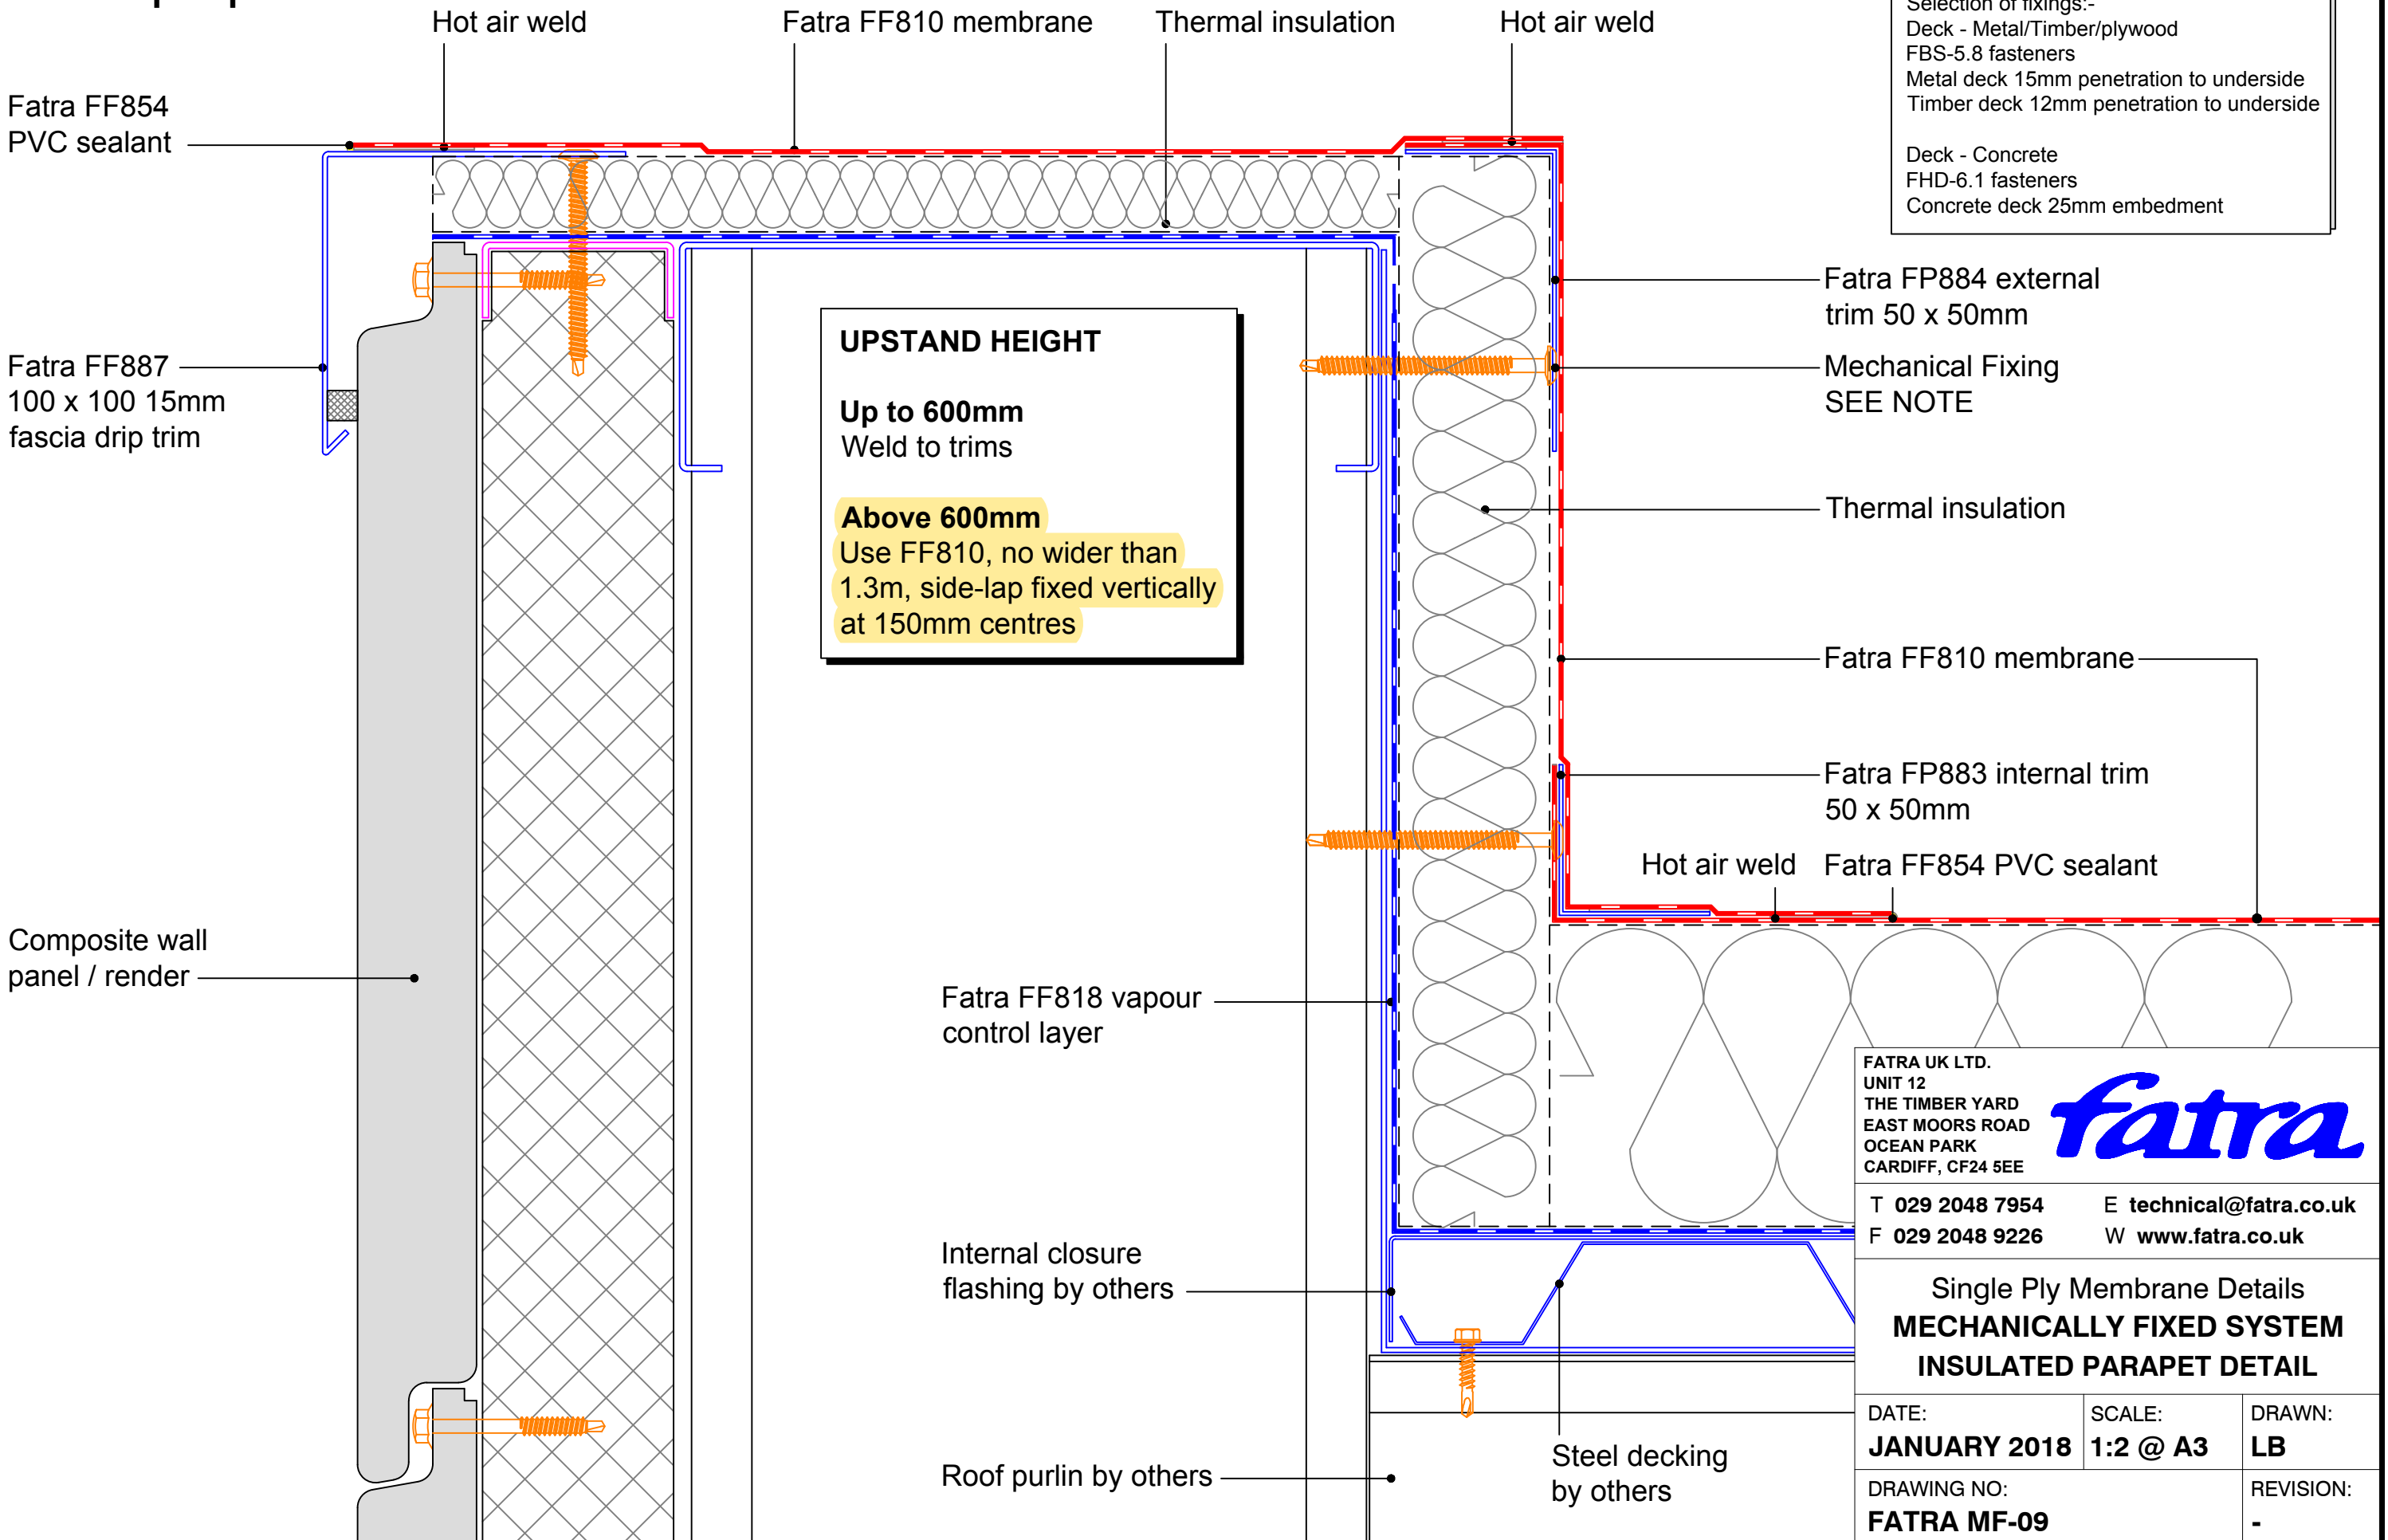 Hot air weld
Fatra FF810 membrane
Thermal insulation
Hot air weld
Selection of fixings:-
Deck - Metal/Timber/plywood
FBS-5.8 fasteners
Metal deck 15mm penetration to underside
Timber deck 12mm penetration to underside
Deck - Concrete
FHD-6.1 fasteners
Concrete deck 25mm embedment
Fatra FF854
PVC sealant
Fatra FP884 external
trim 50 x 50mm
Mechanical Fixing
SEE NOTE
Fatra FF887
100 x 100 15mm
fascia drip trim
UPSTAND HEIGHT
Up to 600mm
Weld to trims
Above 600mm
Use FF810, no wider than
1.3m, side-lap fixed vertically
at 150mm centres
Thermal insulation
Fatra FF810 membrane
Fatra FP883 internal trim
50 x 50mm
Hot air weld
Fatra FF854 PVC sealant
Composite wall
panel / render
Fatra FF818 vapour
control layer
Internal closure
flashing by others
Roof purlin by others
Steel decking
by others
FATRA UK LTD.
UNIT 12
THE TIMBER YARD
EAST MOORS ROAD
OCEAN PARK
CARDIFF, CF24 5EE
fatra
T 029 2048 7954
E technical@fatra.co.uk
F 029 2048 9226
W www.fatra.co.uk
Single Ply Membrane Details
MECHANICALLY FIXED SYSTEM
INSULATED PARAPET DETAIL
DATE:
JANUARY 2018
SCALE:
1:2 @ A3
DRAWN:
LB
DRAWING NO:
FATRA MF-09
REVISION:
-